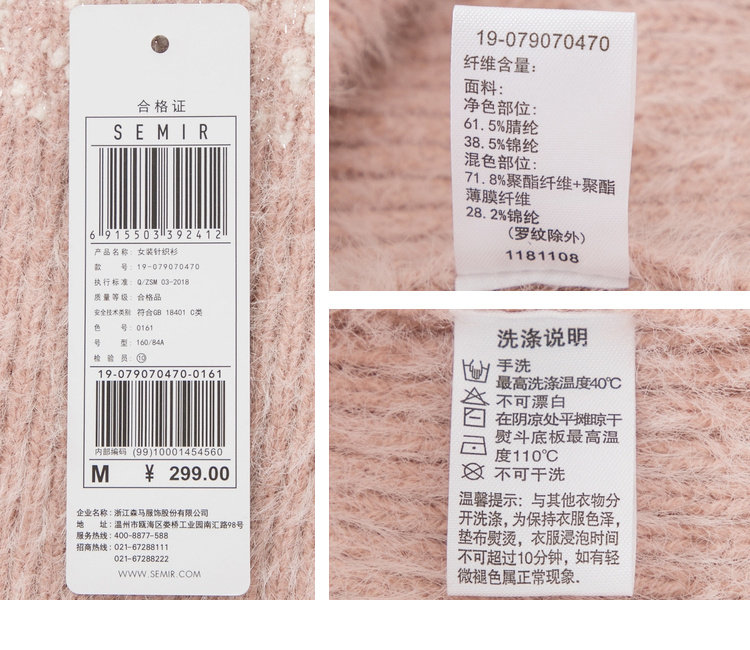 合格证
SEMIR
6 915503 392412
产品名称: 女装针织衫
款 号: 19-079070470
执行标准: Q/ZSM 03-2018
质量等级: 合格品
安全技术类别 符合GB 18401 C类
色 号: 0161
号 型: 160/84A
检 验 员: ⑩
19-079070470-0161
内部编码 (99)10001454560
M ¥ 299.00
企业名称: 浙江森马服饰股份有限公司
地 址: 温州市瓯海区娄桥工业园南汇路98号
服务热线: 400-8877-588
招商热线: 021-67288111
021-67288222
WWW.SEMIR.COM
19-079070470
纤维含量:
面料:
净色部位:
61.5%腈纶
38.5%锦纶
混色部位:
71.8%聚酯纤维+聚酯
薄膜纤维
28.2%锦纶
(罗纹除外)
1181108
洗涤说明
手洗
最高洗涤温度40℃
不可漂白
在阴凉处平摊晾干
熨斗底板最高温
度110℃
不可干洗
温馨提示: 与其他衣物分
开洗涤, 为保持衣服色泽,
垫布熨烫, 衣服浸泡时间
不可超过10分钟, 如有轻
微褪色属正常现象.